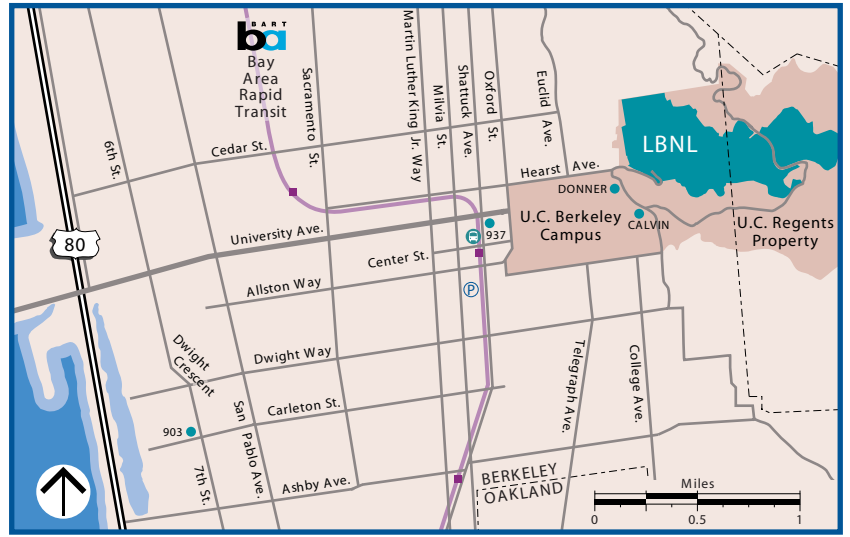 BART
ba
Bay
Area
Rapid
Transit
Sacramento
St.
Martin Luther King
Jr. Way
Milvia
St.
Shattuck
Ave.
Oxford
St.
Euclid
Ave.
6th St.
Cedar St.
Hearst Ave.
LBNL
DONNER
U.C. Berkeley
Campus
CALVIN
U.C. Regents
Property
80
University Ave.
937
Center St.
Allston Way
P
Dwight
Crescent
Dwight Way
Telegraph Ave.
College Ave.
San
Pablo Ave.
Carleton St.
903
7th St.
Ashby Ave.
BERKELEY
OAKLAND
Miles
0 0.5 1